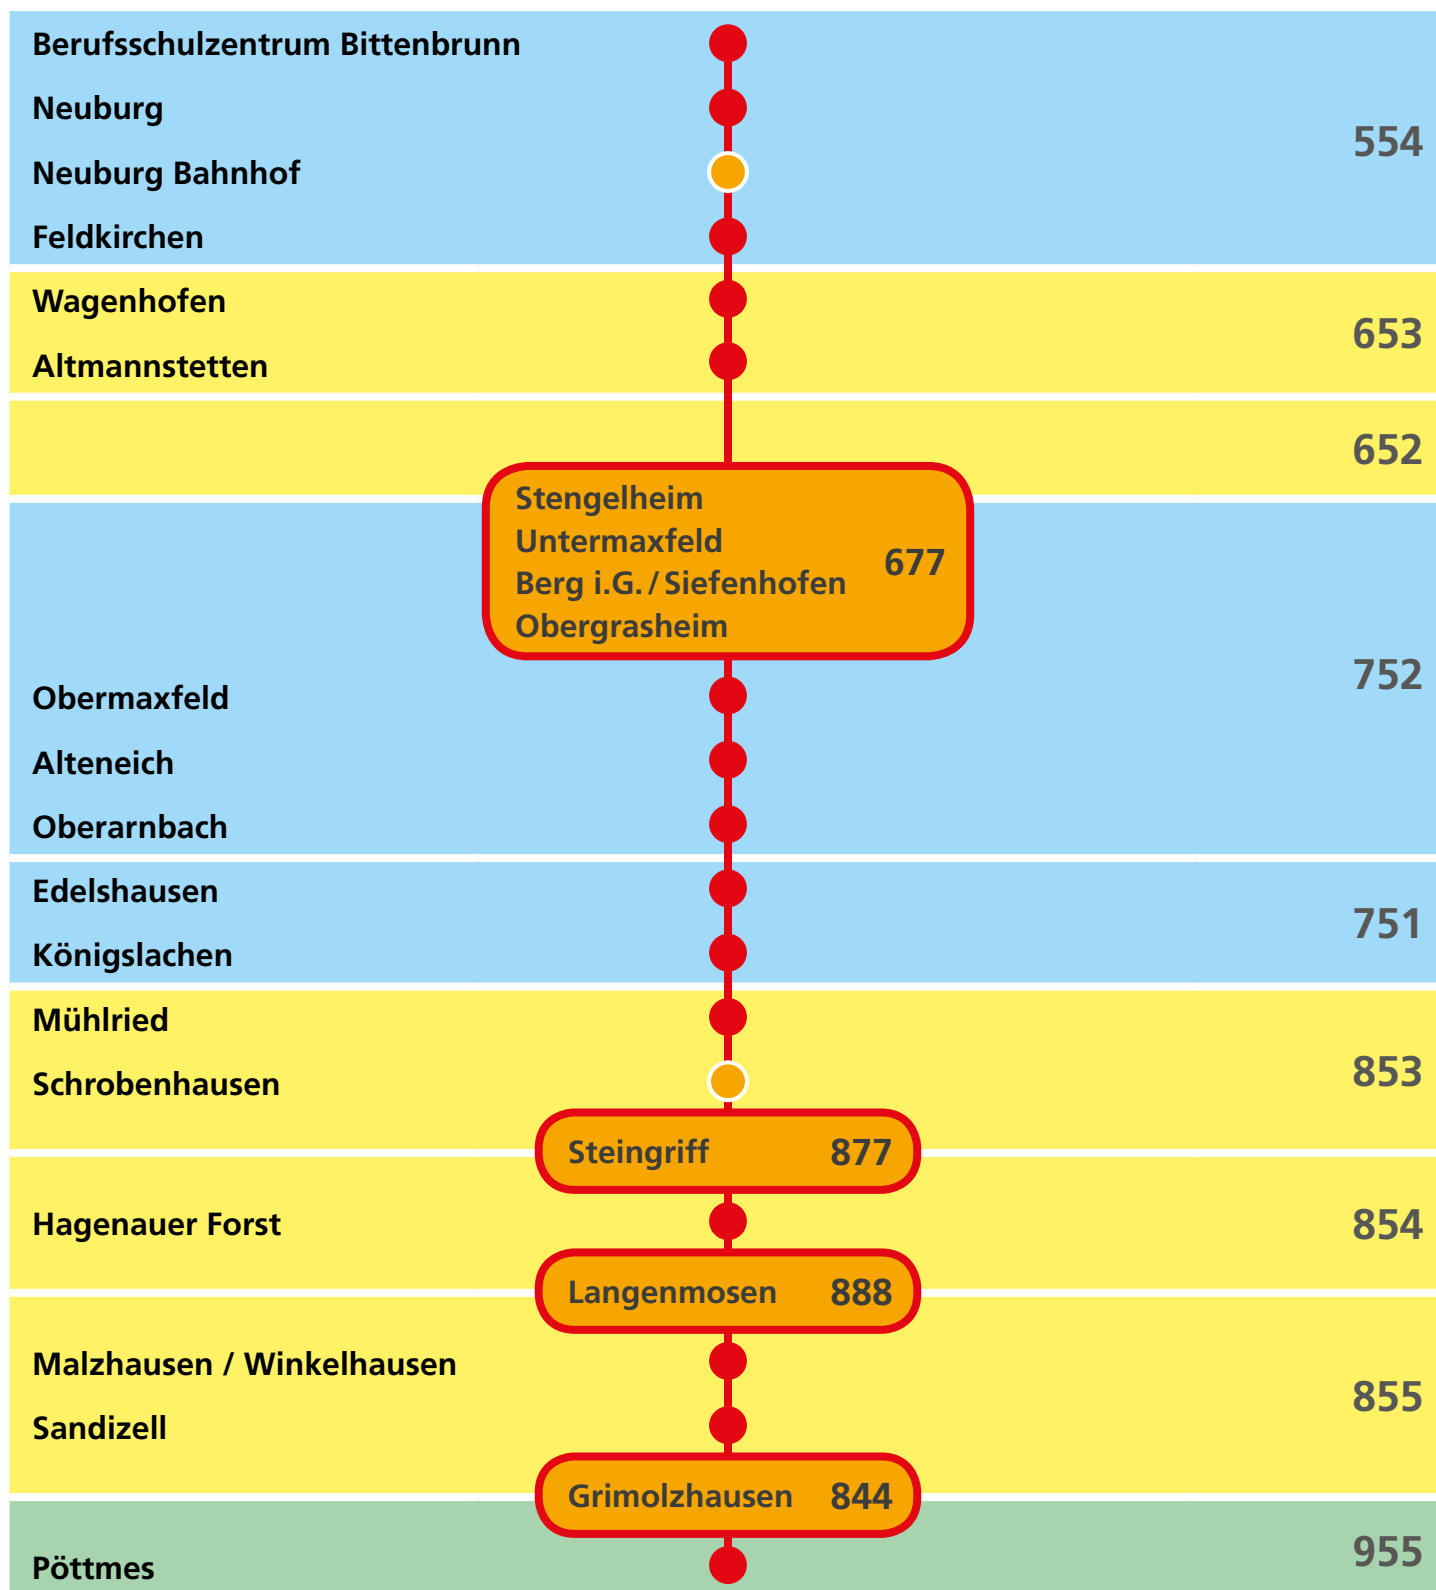 Berufsschulzentrum Bittenbrunn
Neuburg
554
Neuburg Bahnhof
Feldkirchen
Wagenhofen
653
Altmannstetten
652
Stengelheim
Untermaxfeld
677
Berg i.G. / Siefenhofen
Obergrasheim
752
Obermaxfeld
Alteneich
Oberarnbach
Edelshausen
751
Königslachen
Mühlried
853
Schrobenhausen
Steingriff 877
Hagenauer Forst 854
Langenmosen 888
Malzhausen / Winkelhausen
855
Sandizell
Grimolzhausen 844
955
Pöttmes